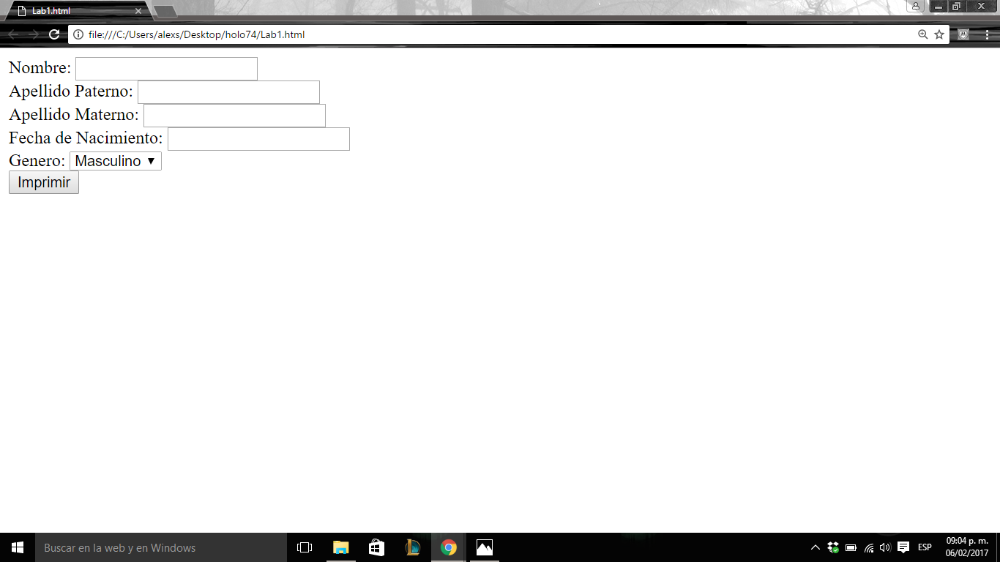 Lab1.html
file:///C:/Users/alexs/Desktop/holo74/Lab1.html
Nombre:
Apellido Paterno:
Apellido Materno:
Fecha de Nacimiento:
Genero: Masculino
Imprimir
Buscar en la web y en Windows
ESP
09:04 p. m.
06/02/2017